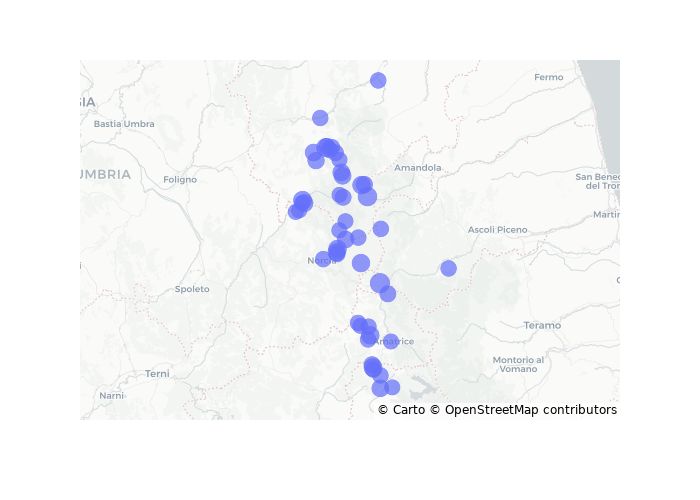 Fermo
SIA
Bastia Umbra
UMBRIA
Foligno
Amandola
San Bene
del Tron
Martin
Ascoli Piceno
Norcia
Spoleto
Teramo
Amatrice
Montorio al
Vomano
Terni
Narni
© Carto © OpenStreetMap contributors